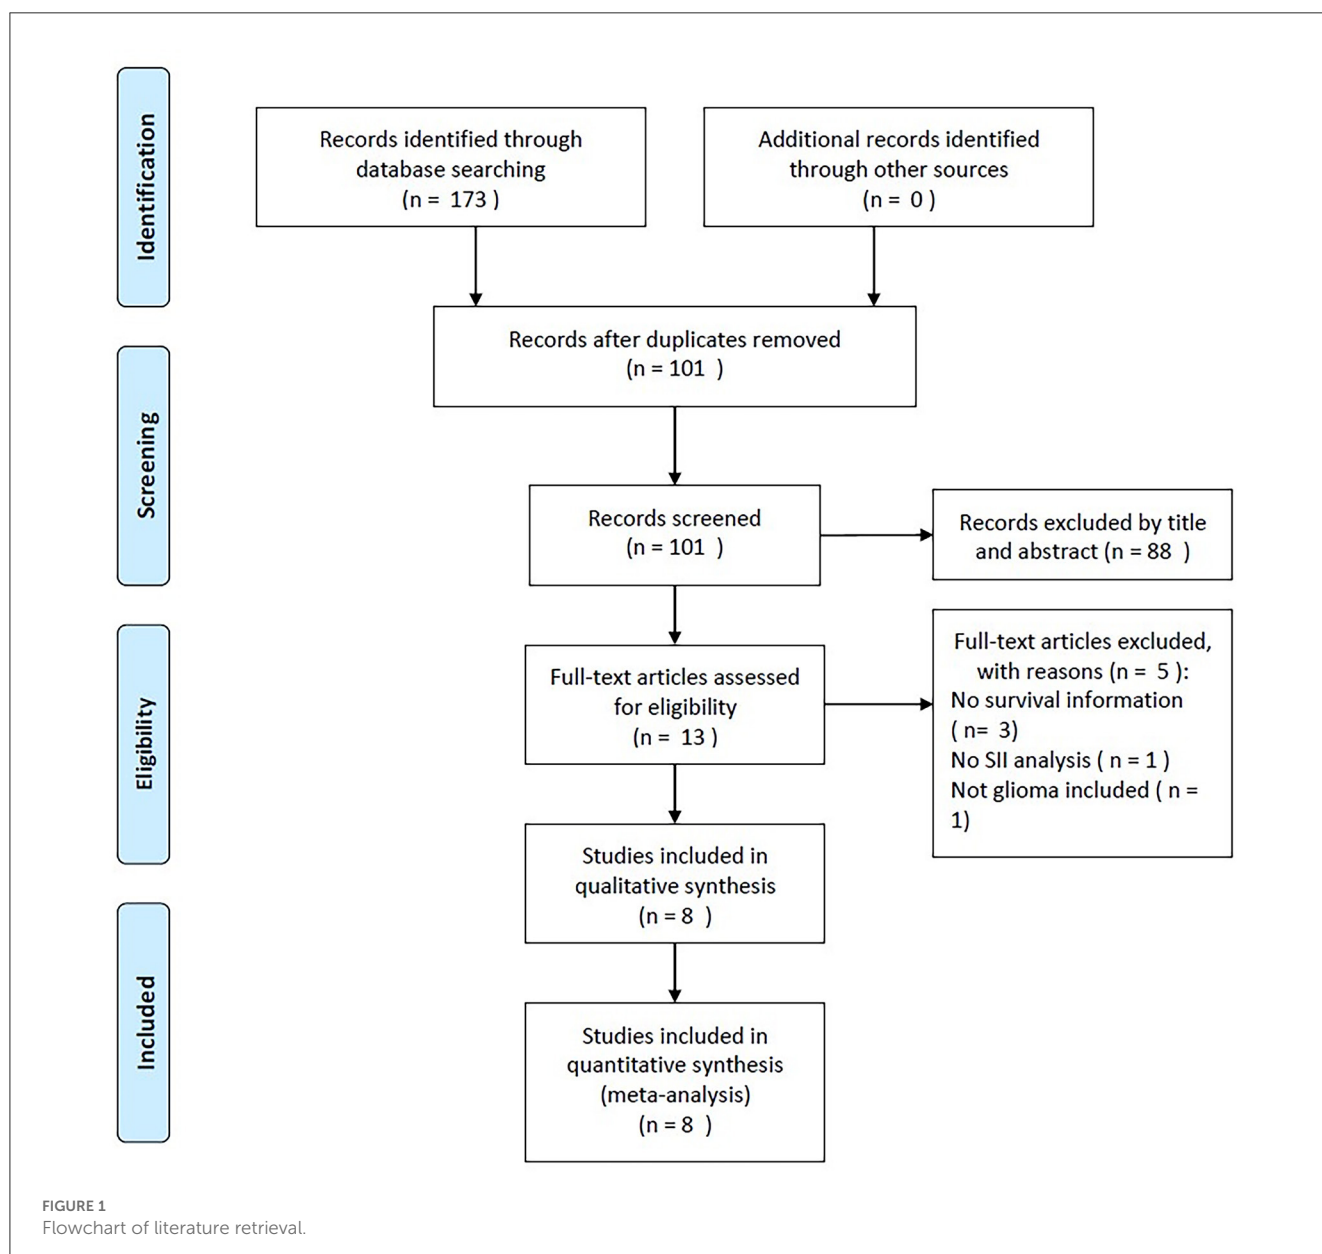 Identification
Records identified through
database searching
(n =  173 )
Additional records identified
through other sources
(n =  0 )
Records after duplicates removed
(n = 101  )
Screening
Records screened
(n = 101  )
Records excluded by title
and abstract (n = 88  )
Eligibility
Full-text articles assessed
for eligibility
(n =  13 )
Full-text articles excluded,
with reasons (n =  5 ):
No survival information
( n=  3)
No SII analysis ( n = 1 )
Not glioma included ( n =
1)
Studies included in
qualitative synthesis
(n = 8  )
Included
Studies included in
quantitative synthesis
(meta-analysis)
(n = 8  )
FIGURE 1
Flowchart of literature retrieval.